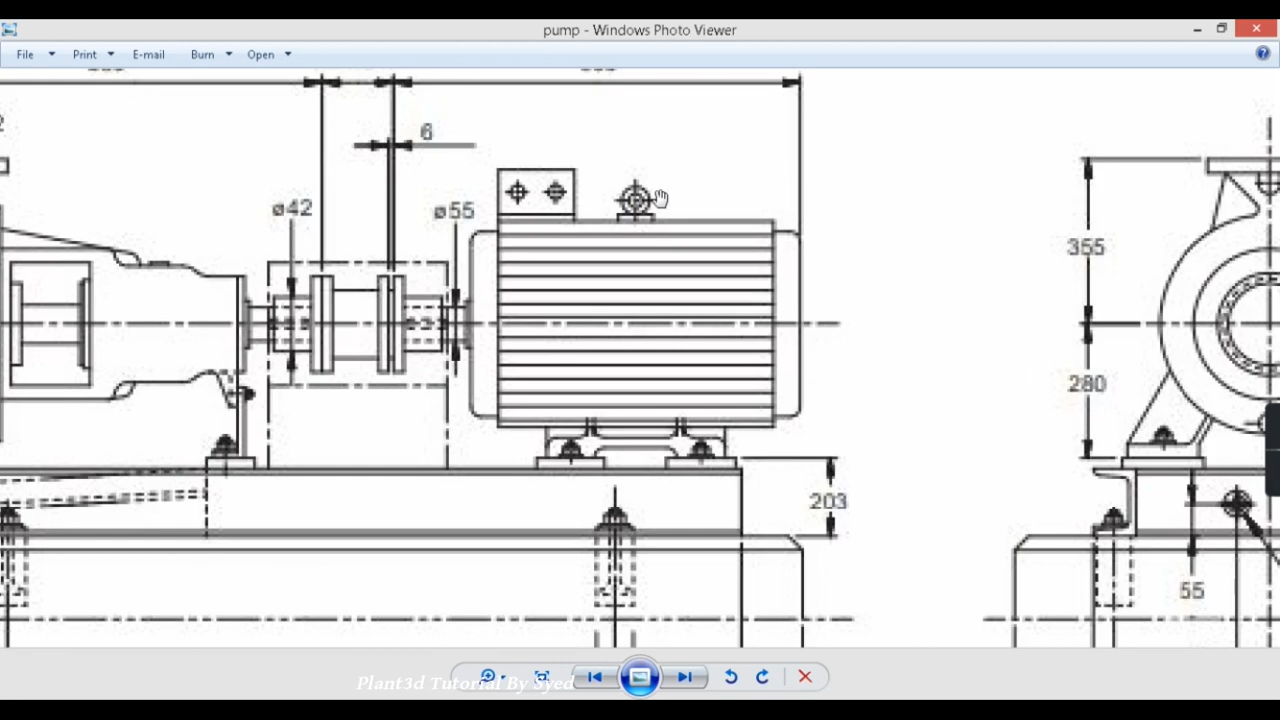 pump - Windows Photo Viewer
File Print E-mail Burn Open
6
ø42
ø55
355
280
203
55
Plant3d Tutorial By Syed